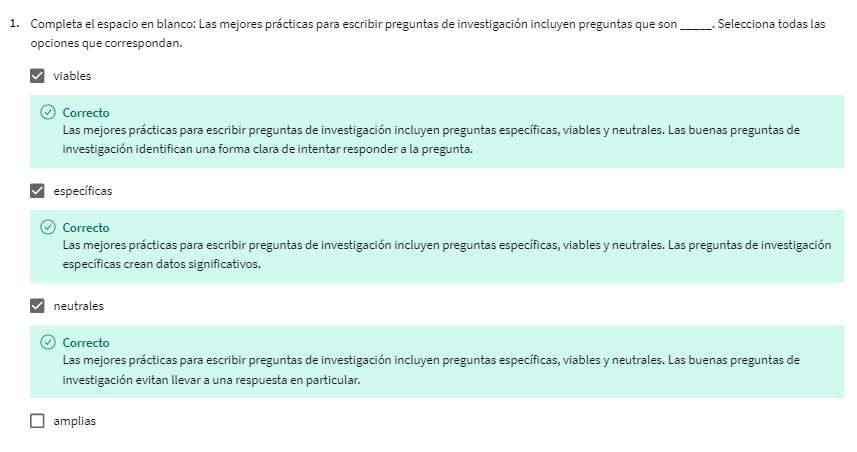 1. Completa el espacio en blanco: Las mejores prácticas para escribir preguntas de investigación incluyen preguntas que son _____. Selecciona todas las
opciones que correspondan.
viables
Correcto
Las mejores prácticas para escribir preguntas de investigación incluyen preguntas específicas, viables y neutrales. Las buenas preguntas de
investigación identifican una forma clara de intentar responder a la pregunta.
específicas
Correcto
Las mejores prácticas para escribir preguntas de investigación incluyen preguntas específicas, viables y neutrales. Las preguntas de investigación
específicas crean datos significativos.
neutrales
Correcto
Las mejores prácticas para escribir preguntas de investigación incluyen preguntas específicas, viables y neutrales. Las buenas preguntas de
investigación evitan llevar a una respuesta en particular.
amplias